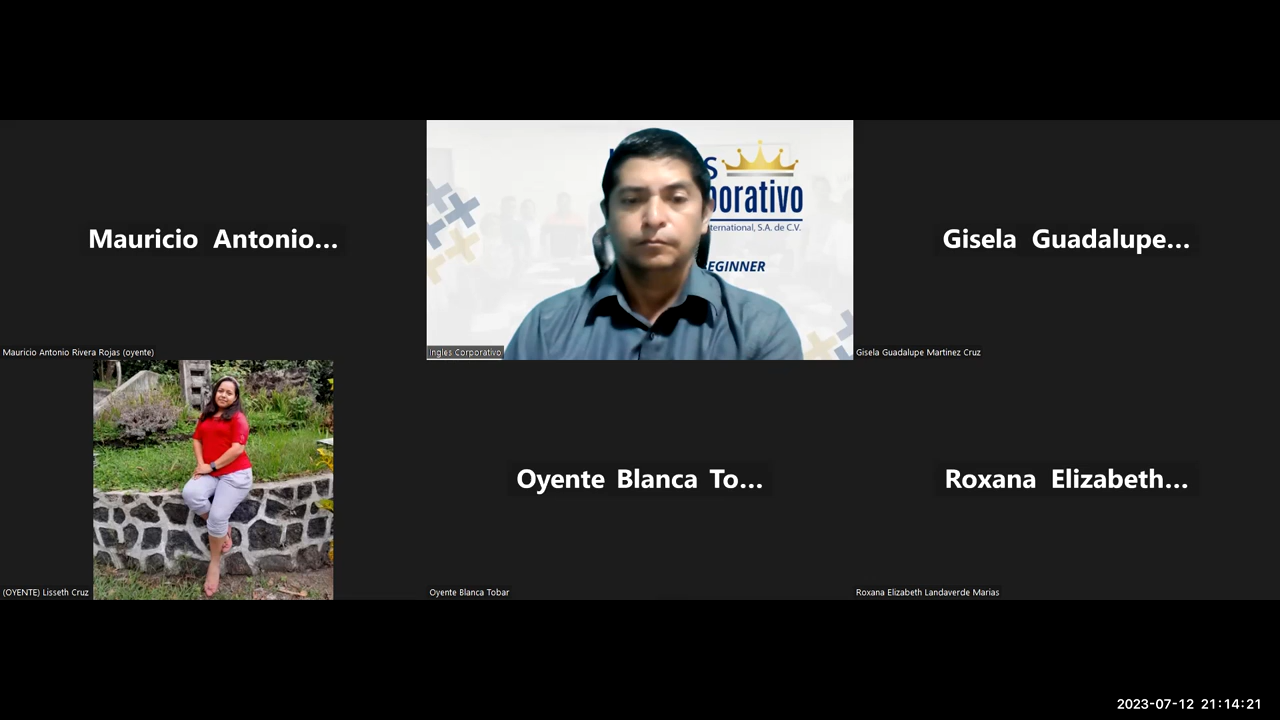 Mauricio Antonio...
Mauricio Antonio Rivera Rojas (oyente)
s
porativo
ternational, S.A. de C.V.
EGINNER
Ingles Corporativo
Gisela Guadalupe...
Gisela Guadalupe Martinez Cruz
(OYENTE) Lisseth Cruz
Oyente Blanca To...
Oyente Blanca Tobar
Roxana Elizabeth...
Roxana Elizabeth Landaverde Marias
2023-07-12 21:14:21